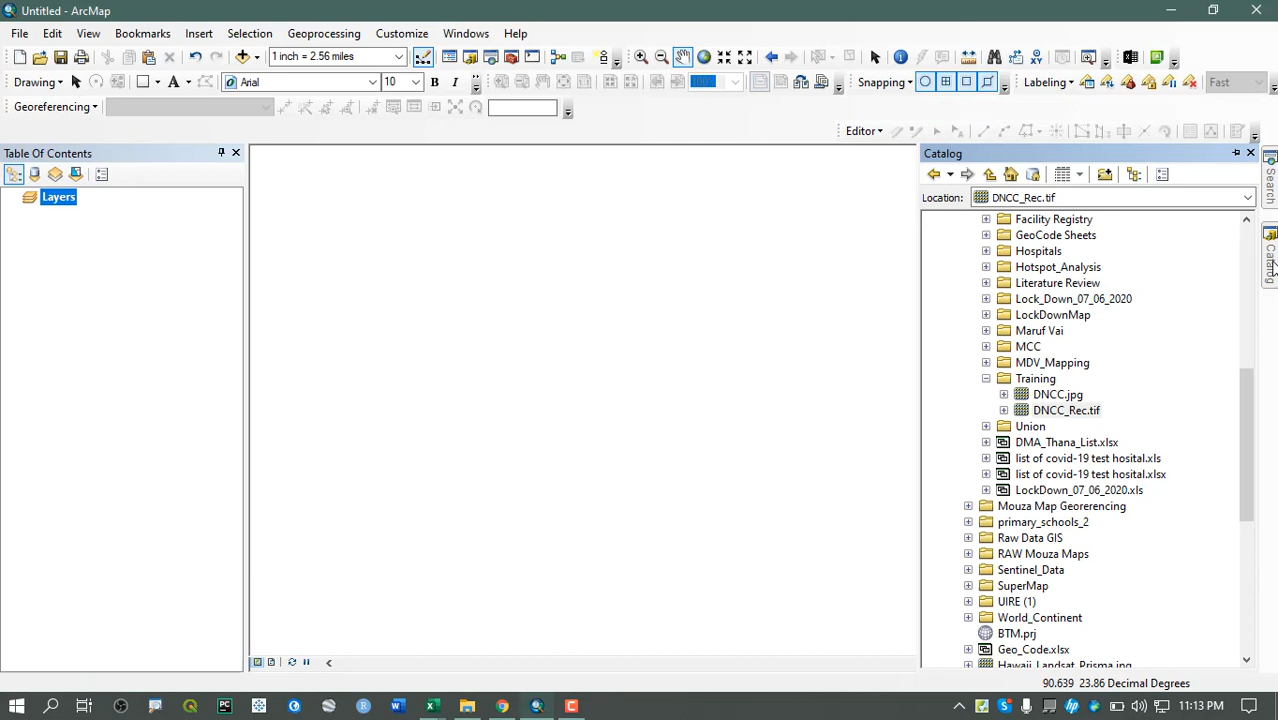 Untitled - ArcMap
File Edit View Bookmarks Insert Selection Geoprocessing Customize Windows Help
1 inch = 2.56 miles
Drawing A Arial 10 B I Snapping Labeling Fast
Georeferencing
Editor
Table Of Contents
Catalog
Layers
Location: DNCC_Rec.tif
Search
Catalog
Facility Registry
GeoCode Sheets
Hospitals
Hotspot_Analysis
Literature Review
Lock_Down_07_06_2020
LockDownMap
Maruf Vai
MCC
MDV_Mapping
Training
DNCC.jpg
DNCC_Rec.tif
Union
DMA_Thana_List.xlsx
list of covid-19 test hosital.xls
list of covid-19 test hosital.xlsx
LockDown_07_06_2020.xls
Mouza Map Georerencing
primary_schools_2
Raw Data GIS
RAW Mouza Maps
Sentinel_Data
SuperMap
UIRE (1)
World_Continent
BTM.prj
Geo_Code.xlsx
Hawaii_Landsat_Prisma.jpg
90.639 23.86 Decimal Degrees
11:13 PM